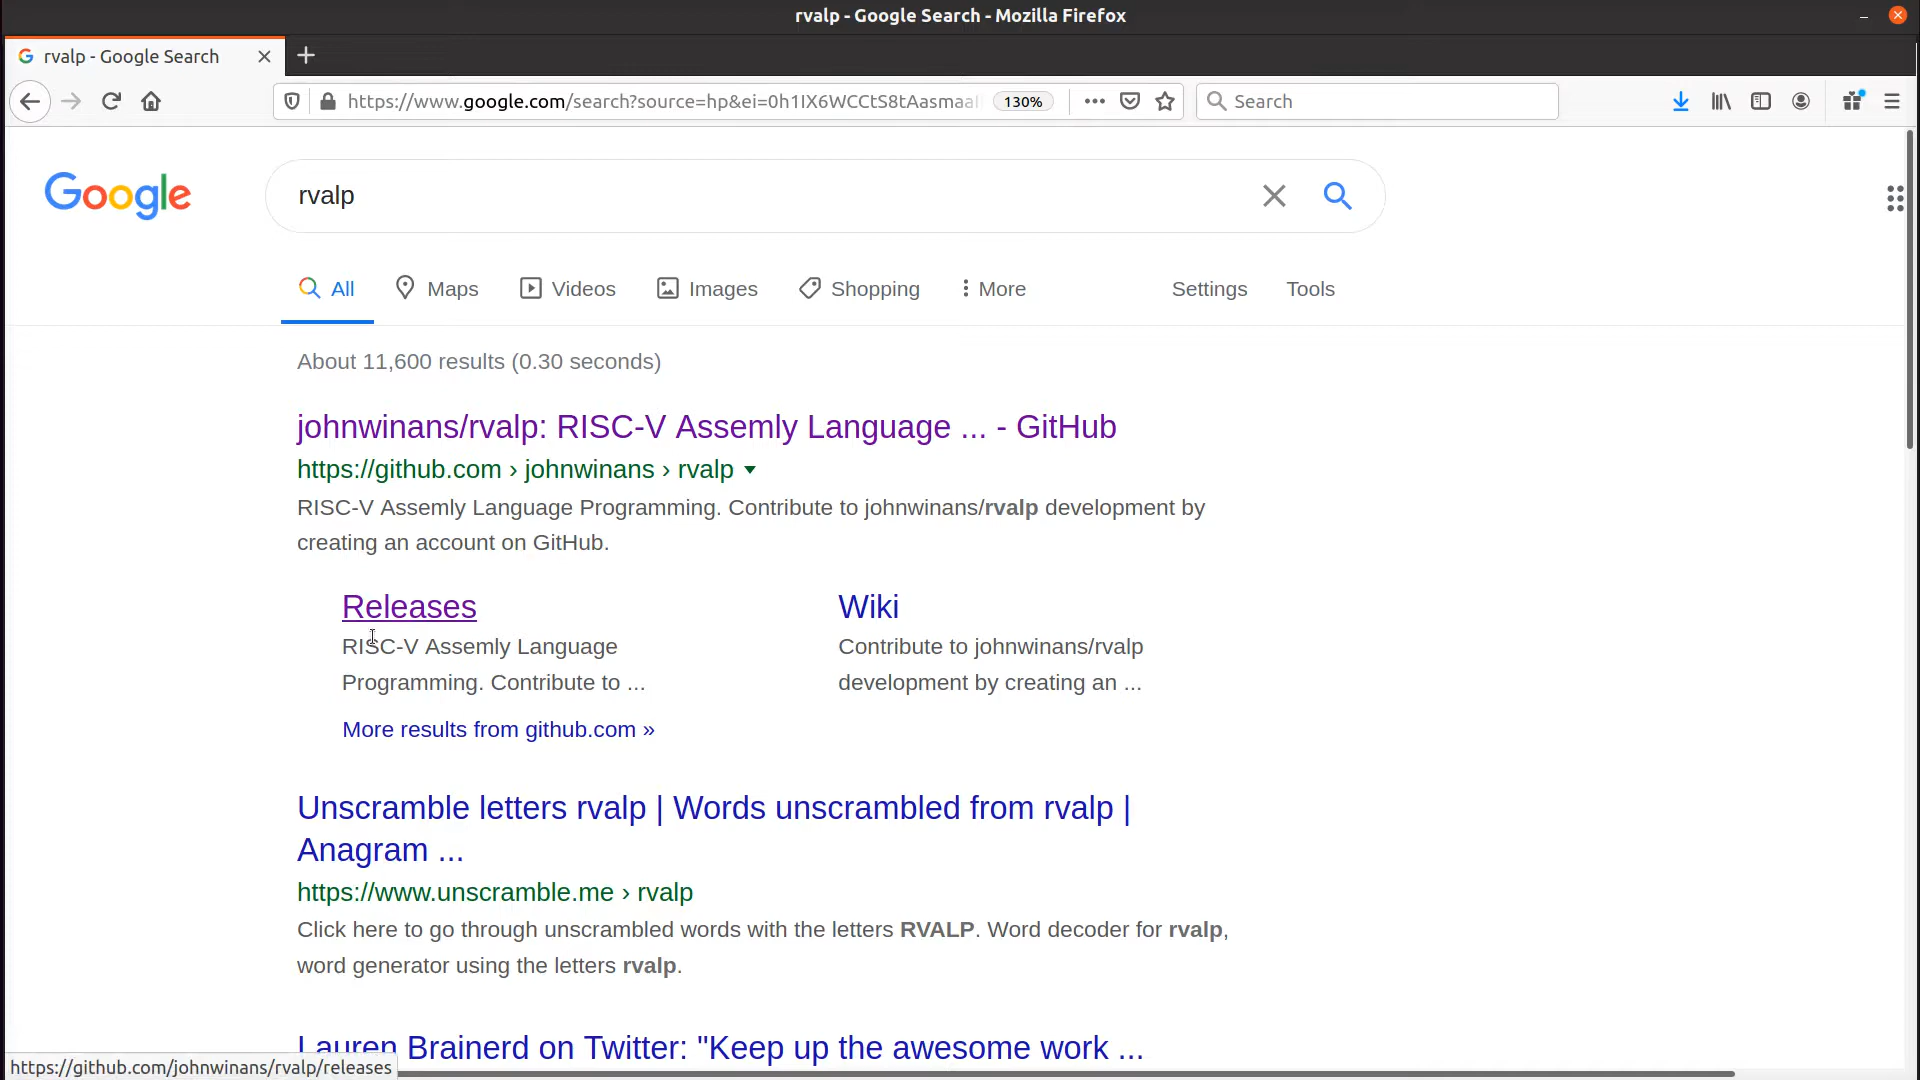 rvalp - Google Search - Mozilla Firefox
rvalp - Google Search
https://www.google.com/search?source=hp&ei=0h1IX6WCCtS8tAasmaa
130%
Search
Google
rvalp
All
Maps
Videos
Images
Shopping
More
Settings
Tools
About 11,600 results (0.30 seconds)
johnwinans/rvalp: RISC-V Assemly Language ... - GitHub
https://github.com › johnwinans › rvalp
RISC-V Assemly Language Programming. Contribute to johnwinans/rvalp development by
creating an account on GitHub.
Releases
RISC-V Assemly Language
Programming. Contribute to ...
Wiki
Contribute to johnwinans/rvalp
development by creating an ...
More results from github.com »
Unscramble letters rvalp | Words unscrambled from rvalp |
Anagram ...
https://www.unscramble.me › rvalp
Click here to go through unscrambled words with the letters RVALP. Word decoder for rvalp,
word generator using the letters rvalp.
Lauren Brainerd on Twitter: "Keep up the awesome work ...
https://github.com/johnwinans/rvalp/releases